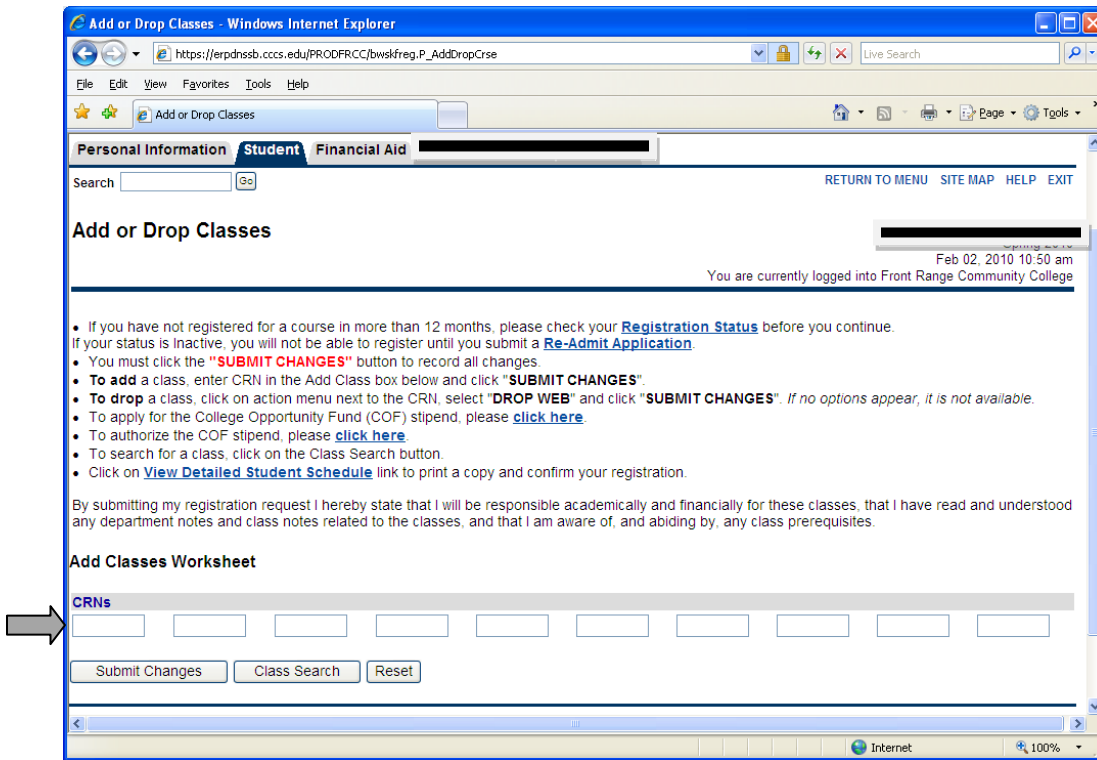 Add or Drop Classes - Windows Internet Explorer
https://erpdnssb.cccs.edu/PRODFRCC/bwskfreg.P_AddDropCrse
Live Search
File Edit View Favorites Tools Help
Add or Drop Classes
Page Tools
Personal Information Student Financial Aid
Search Go RETURN TO MENU SITE MAP HELP EXIT
Add or Drop Classes
Feb 02, 2010 10:50 am
You are currently logged into Front Range Community College
• If you have not registered for a course in more than 12 months, please check your Registration Status before you continue.
If your status is Inactive, you will not be able to register until you submit a Re-Admit Application.
• You must click the "SUBMIT CHANGES" button to record all changes.
• To add a class, enter CRN in the Add Class box below and click "SUBMIT CHANGES".
• To drop a class, click on action menu next to the CRN, select "DROP WEB" and click "SUBMIT CHANGES". If no options appear, it is not available.
• To apply for the College Opportunity Fund (COF) stipend, please click here.
• To authorize the COF stipend, please click here.
• To search for a class, click on the Class Search button.
• Click on View Detailed Student Schedule link to print a copy and confirm your registration.
By submitting my registration request I hereby state that I will be responsible academically and financially for these classes, that I have read and understood
any department notes and class notes related to the classes, and that I am aware of, and abiding by, any class prerequisites.
Add Classes Worksheet
CRNs
Submit Changes Class Search Reset
Internet 100%